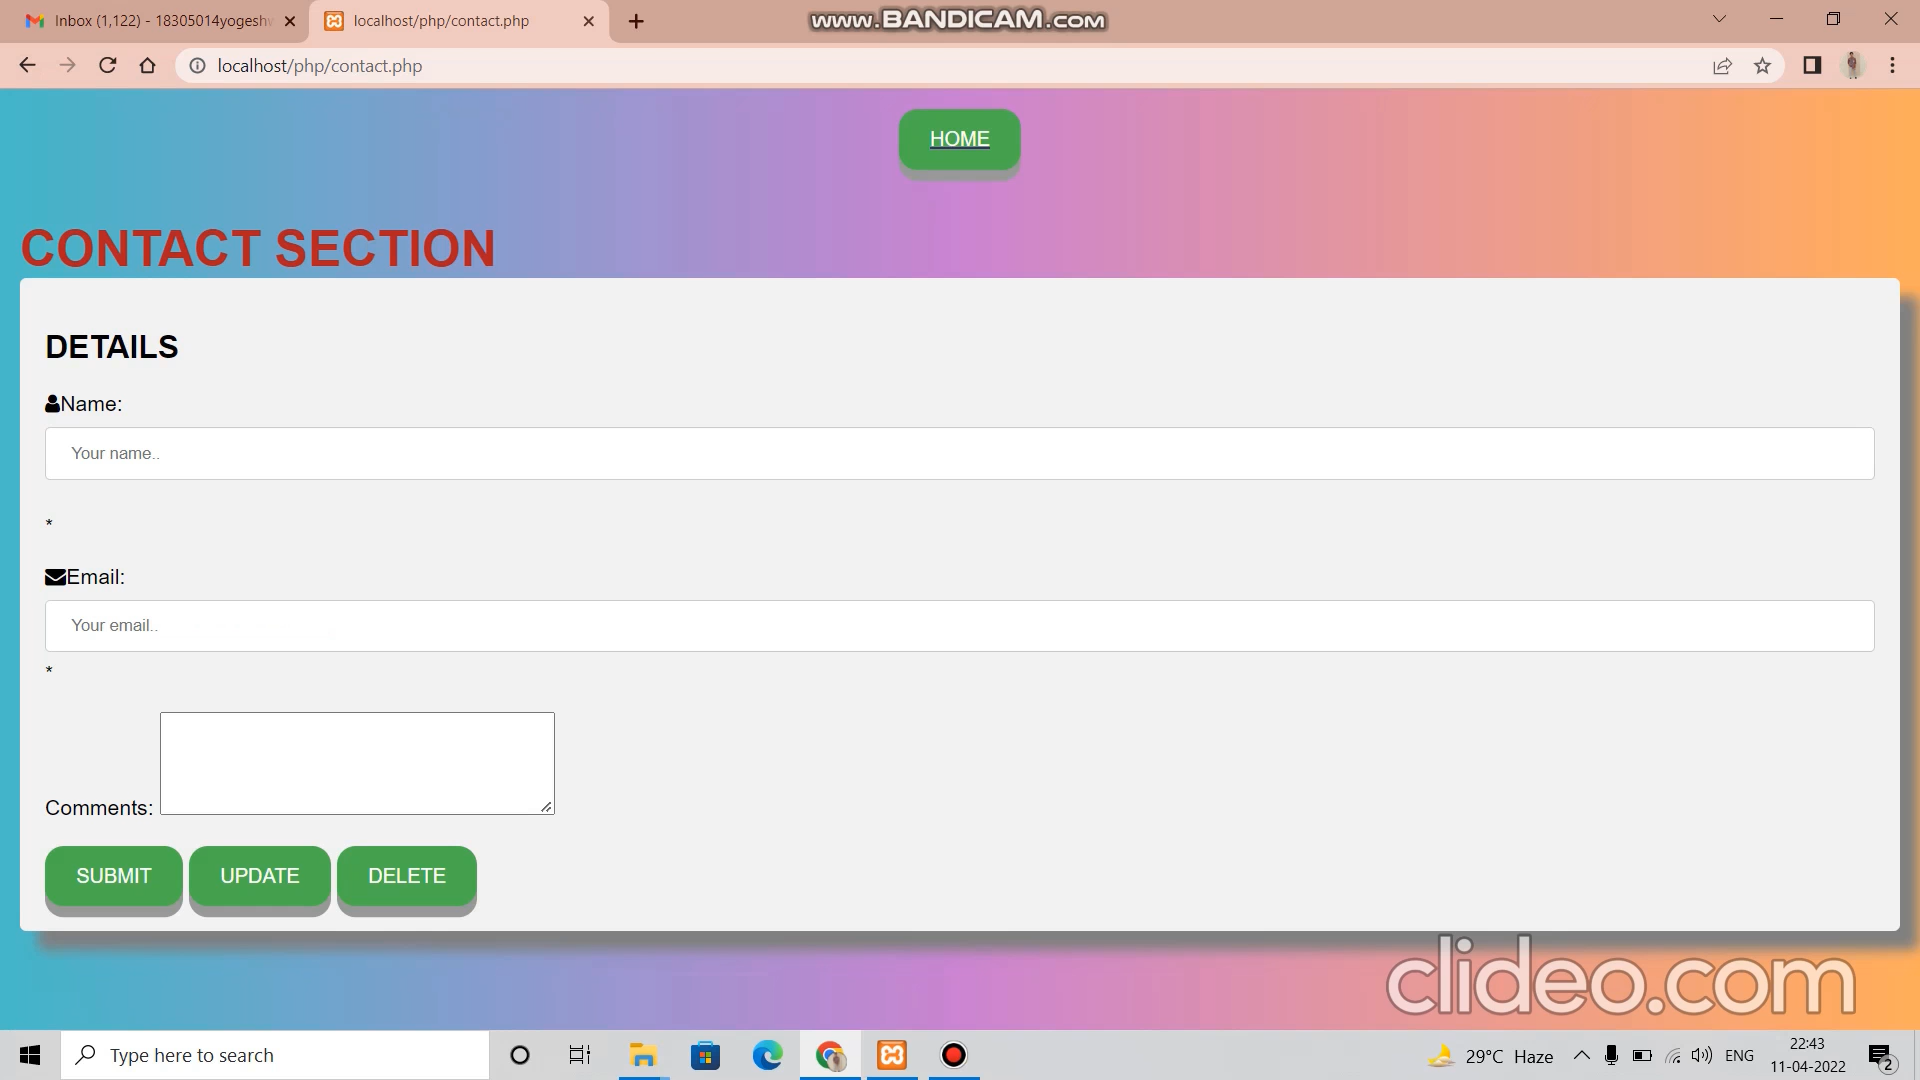 Inbox (1,122) - 18305014yogeshw
localhost/php/contact.php
www.BANDICAM.com
localhost/php/contact.php
HOME
CONTACT SECTION
DETAILS
Name:
Your name..
*
Email:
Your email..
*
Comments:
SUBMIT UPDATE DELETE
clideo.com
Type here to search
29°C Haze
ENG
22:43
11-04-2022
2